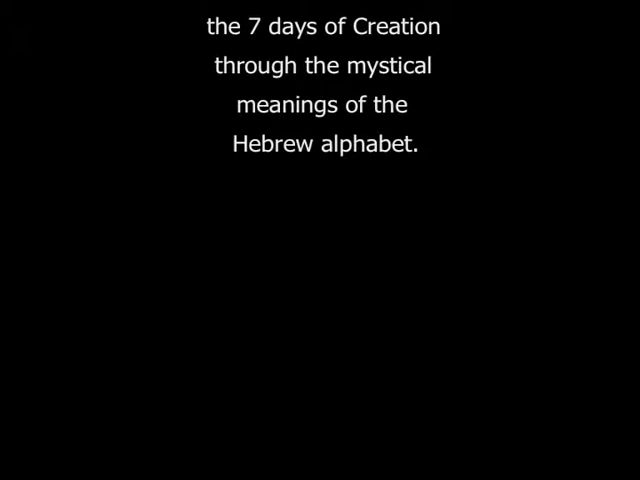 the 7 days of Creation
through the mystical
meanings of the
Hebrew alphabet.